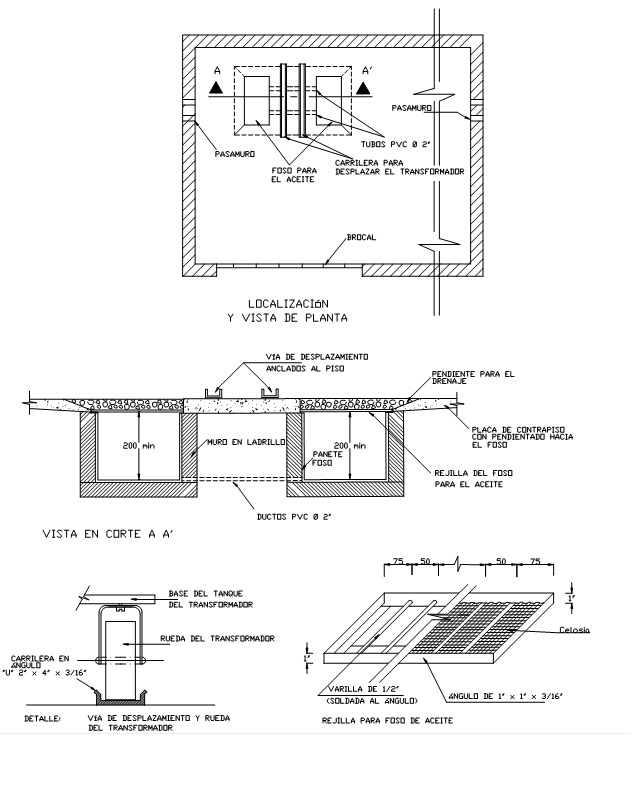 A
A'
PASAMURO
TUBOS PVC Ø 2"
PASAMURO
FOSO PARA
EL ACEITE
CARRILERA PARA
DESPLAZAR EL TRANSFORMADOR
BROCAL
LOCALIZACIóN
Y VISTA DE PLANTA
VíA DE DESPLAZAMIENTO
ANCLADOS AL PISO
PENDIENTE PARA EL
DRENAJE
PLACA DE CONTRAPISO
CON PENDIENTADO HACIA
EL FOSO
200 min
MURO EN LADRILLO
PANETE
FOSO
200 min
REJILLA DEL FOSO
PARA EL ACEITE
DUCTOS PVC Ø 2"
VISTA EN CORTE A A'
BASE DEL TANQUE
DEL TRANSFORMADOR
RUEDA DEL TRANSFORMADOR
CARRILERA EN
áNGULO
"U" 2" x 4" x 3/16"
DETALLE:
VíA DE DESPLAZAMIENTO Y RUEDA
DEL TRANSFORMADOR
75
50
50
75
1"
Celosia
1"
VARILLA DE 1/2"
(SOLDADA AL áNGULO)
áNGULO DE 1" x 1" x 3/16"
REJILLA PARA FOSO DE ACEITE